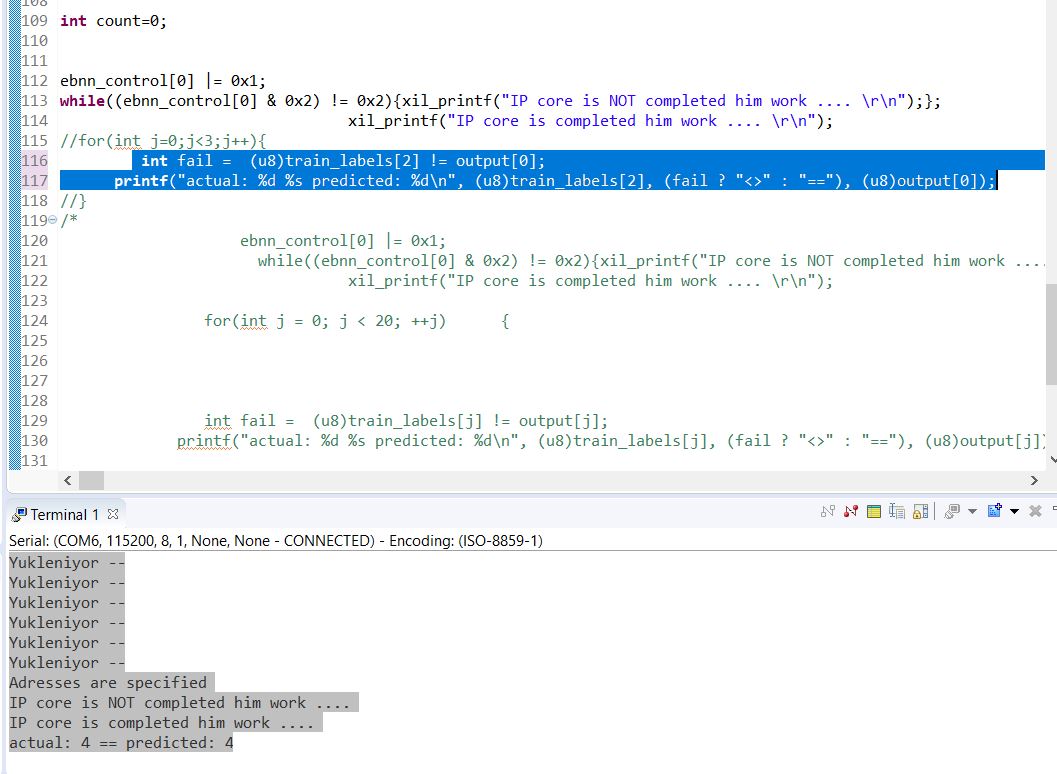 108
109 int count=0;
110
111
112 ebnn_control[0] |= 0x1;
113 while((ebnn_control[0] & 0x2) != 0x2){xil_printf("IP core is NOT completed him work .... \r\n");};
114 xil_printf("IP core is completed him work .... \r\n");
115 //for(int j=0;j<3;j++){
116 int fail =  (u8)train_labels[2] != output[0];
117 printf("actual: %d %s predicted: %d\n", (u8)train_labels[2], (fail ? "<>" : "=="), (u8)output[0]);
118 //}
119 /*
120 ebnn_control[0] |= 0x1;
121 while((ebnn_control[0] & 0x2) != 0x2){xil_printf("IP core is NOT completed him work ....
122 xil_printf("IP core is completed him work .... \r\n");
123
124 for(int j = 0; j < 20; ++j)      {
125
126
127
128
129 int fail =  (u8)train_labels[j] != output[j];
130 printf("actual: %d %s predicted: %d\n", (u8)train_labels[j], (fail ? "<>" : "=="), (u8)output[j])
131
Terminal 1
Serial: (COM6, 115200, 8, 1, None, None - CONNECTED) - Encoding: (ISO-8859-1)
Yukleniyor --
Yukleniyor --
Yukleniyor --
Yukleniyor --
Yukleniyor --
Yukleniyor --
Adresses are specified
IP core is NOT completed him work ....
IP core is completed him work ....
actual: 4 == predicted: 4